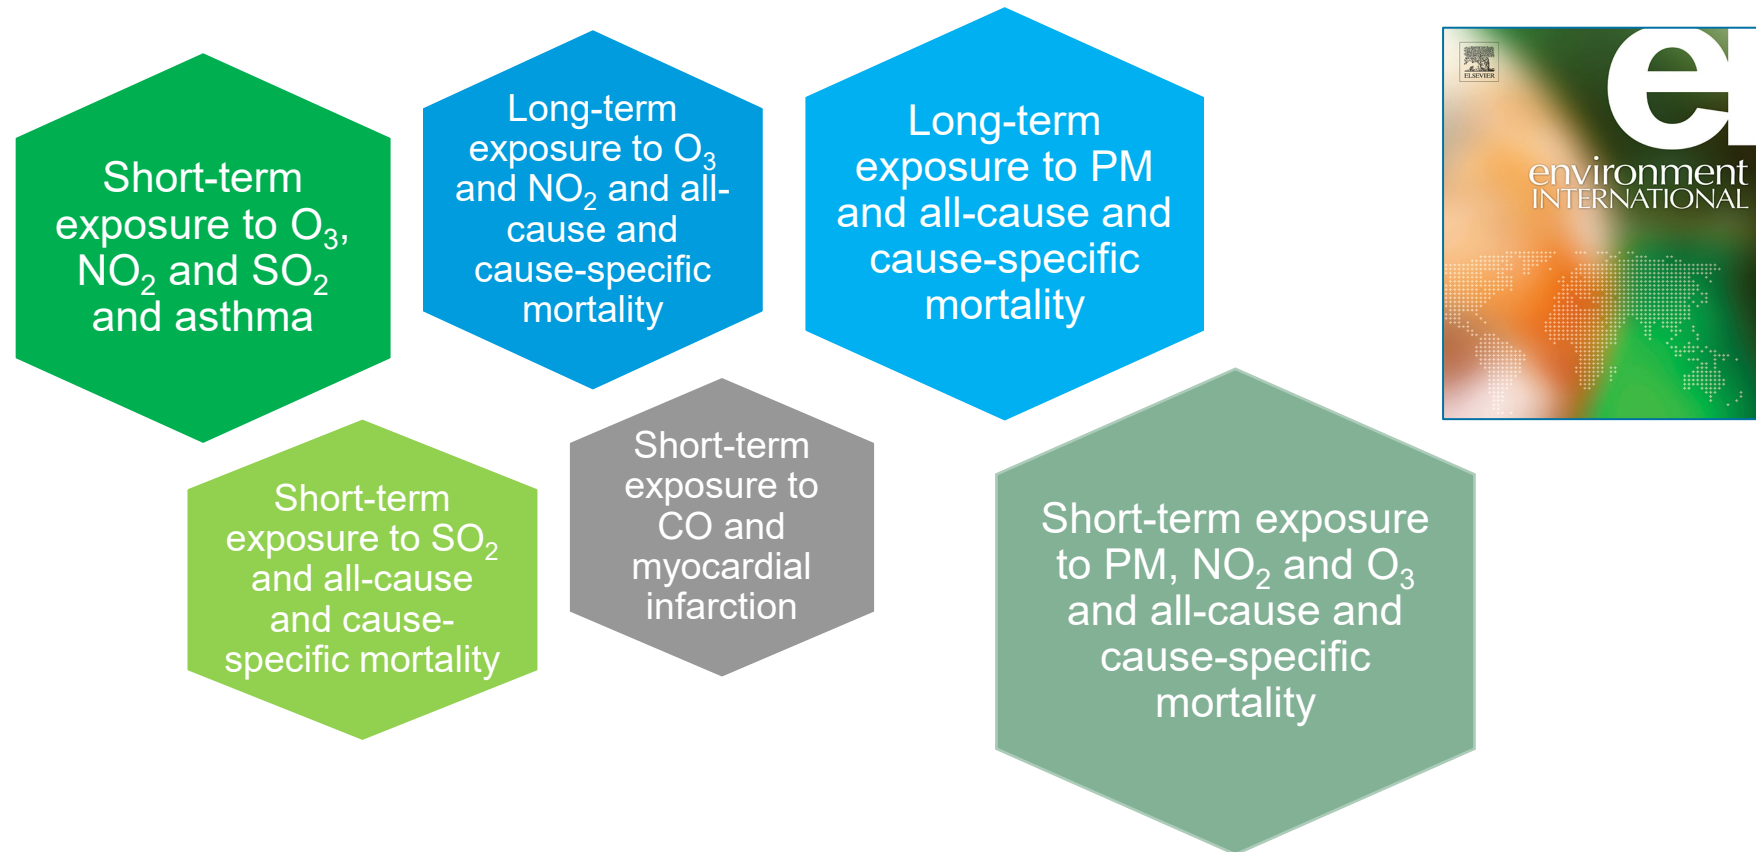 Short-term
exposure to O₃,
NO₂ and SO₂
and asthma
Long-term
exposure to O₃
and NO₂ and all-
cause and
cause-specific
mortality
Long-term
exposure to PM
and all-cause and
cause-specific
mortality
ELSEVIER
ei
environment
INTERNATIONAL
Short-term
exposure to SO₂
and all-cause
and cause-
specific mortality
Short-term
exposure to
CO and
myocardial
infarction
Short-term exposure
to PM, NO₂ and O₃
and all-cause and
cause-specific
mortality